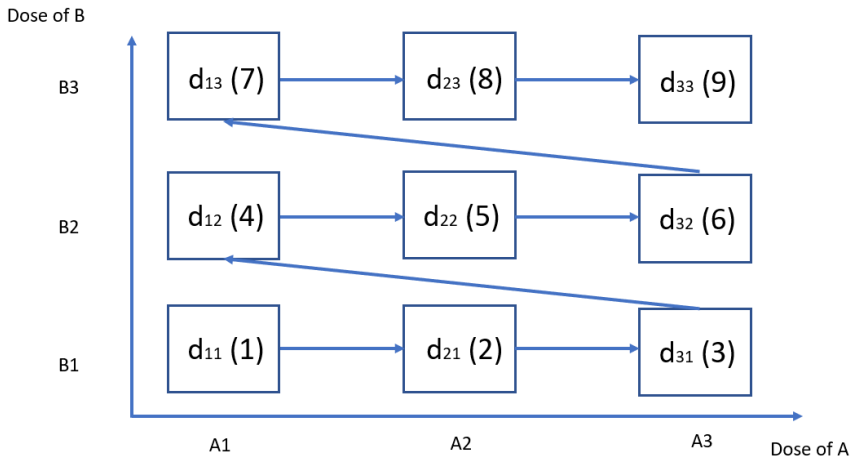 Dose of B
B3
d₁₃ (7)
d₂₃ (8)
d₃₃ (9)
B2
d₁₂ (4)
d₂₂ (5)
d₃₂ (6)
B1
d₁₁ (1)
d₂₁ (2)
d₃₁ (3)
A1
A2
A3
Dose of A